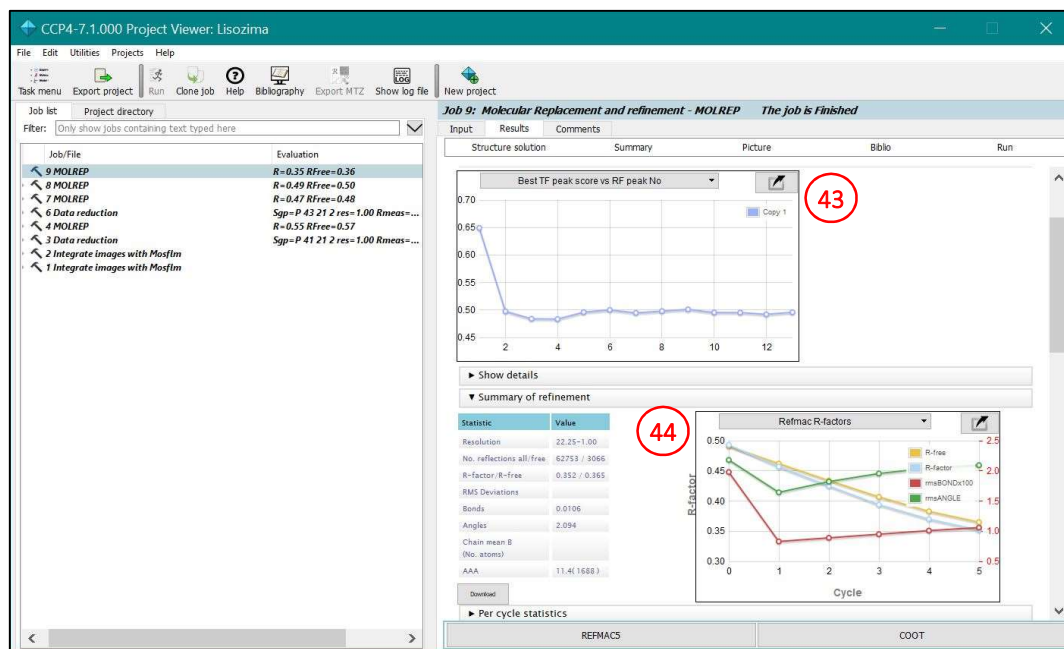 CCP4-7.1.000 Project Viewer: Lisozima
File Edit Utilities Projects Help
Task menu Export project Run Clone job Help Bibliography Export MTZ Show log file New project
Job list Project directory
Filter: Only show jobs containing text typed here
Job/File Evaluation
9 MOLREP R=0.35 RFree=0.36
8 MOLREP R=0.49 RFree=0.50
7 MOLREP R=0.47 RFree=0.48
6 Data reduction Sgp=P 43 21 2 res=1.00 Rmeas=...
4 MOLREP R=0.55 RFree=0.57
3 Data reduction Sgp=P 41 21 2 res=1.00 Rmeas=...
2 Integrate images with Mosflm
1 Integrate images with Mosflm
Job 9: Molecular Replacement and refinement - MOLREP The job is Finished
Input Results Comments
Structure solution Summary Picture Biblio Run
Best TF peak score vs RF peak No
43
Copy 1
0.70
0.65
0.60
0.55
0.50
0.45
2 4 6 8 10 12
Show details
Summary of refinement
Statistic Value
Resolution 22.25-1.00
No. reflections all/free 62753 / 3066
R-factor/R-free 0.352 / 0.365
RMS Deviations
Bonds 0.0106
Angles 2.094
Chain mean B
(No. atoms)
AAA 11.4( 1688 )
Download
44
Refmac R-factors
R-free
R-factor
rmsBONDx100
rmsANGLE
R-factor
0.50
0.45
0.40
0.35
0.30
2.5
2.0
1.5
1.0
0.5
0 1 2 3 4 5
Cycle
Per cycle statistics
REFMAC5 COOT